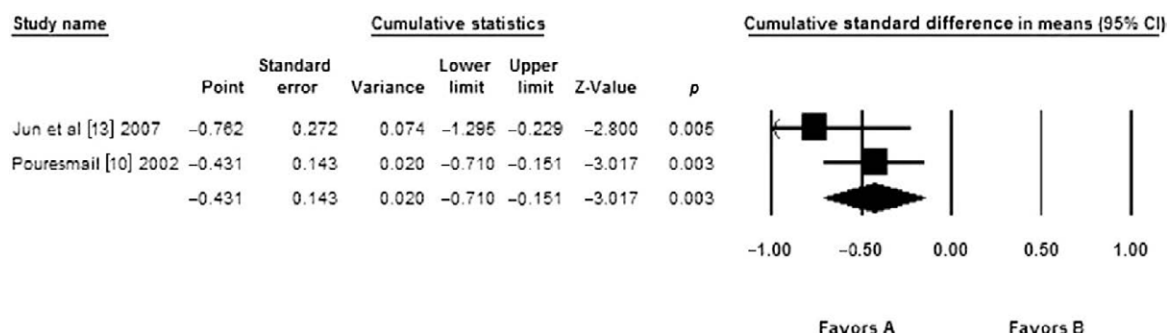 Study name Cumulative statistics Cumulative standard difference in means (95% CI)
Standard Lower Upper
Point error Variance limit limit Z-Value p
Jun et al [13] 2007 −0.762 0.272 0.074 −1.295 −0.229 −2.800 0.005
Pouresmail [10] 2002 −0.431 0.143 0.020 −0.710 −0.151 −3.017 0.003
−0.431 0.143 0.020 −0.710 −0.151 −3.017 0.003
−1.00 −0.50 0.00 0.50 1.00
Favors A Favors B